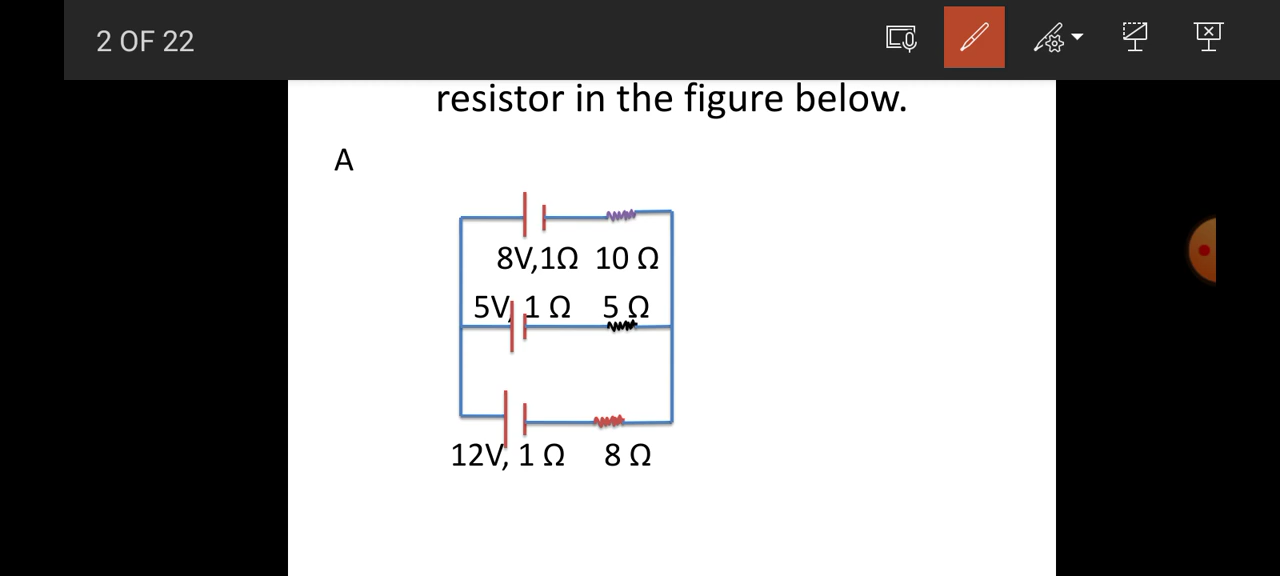 2 OF 22
resistor in the figure below.
A
8V,1Ω 10 Ω
5V, 1 Ω 5 Ω
12V, 1 Ω 8 Ω